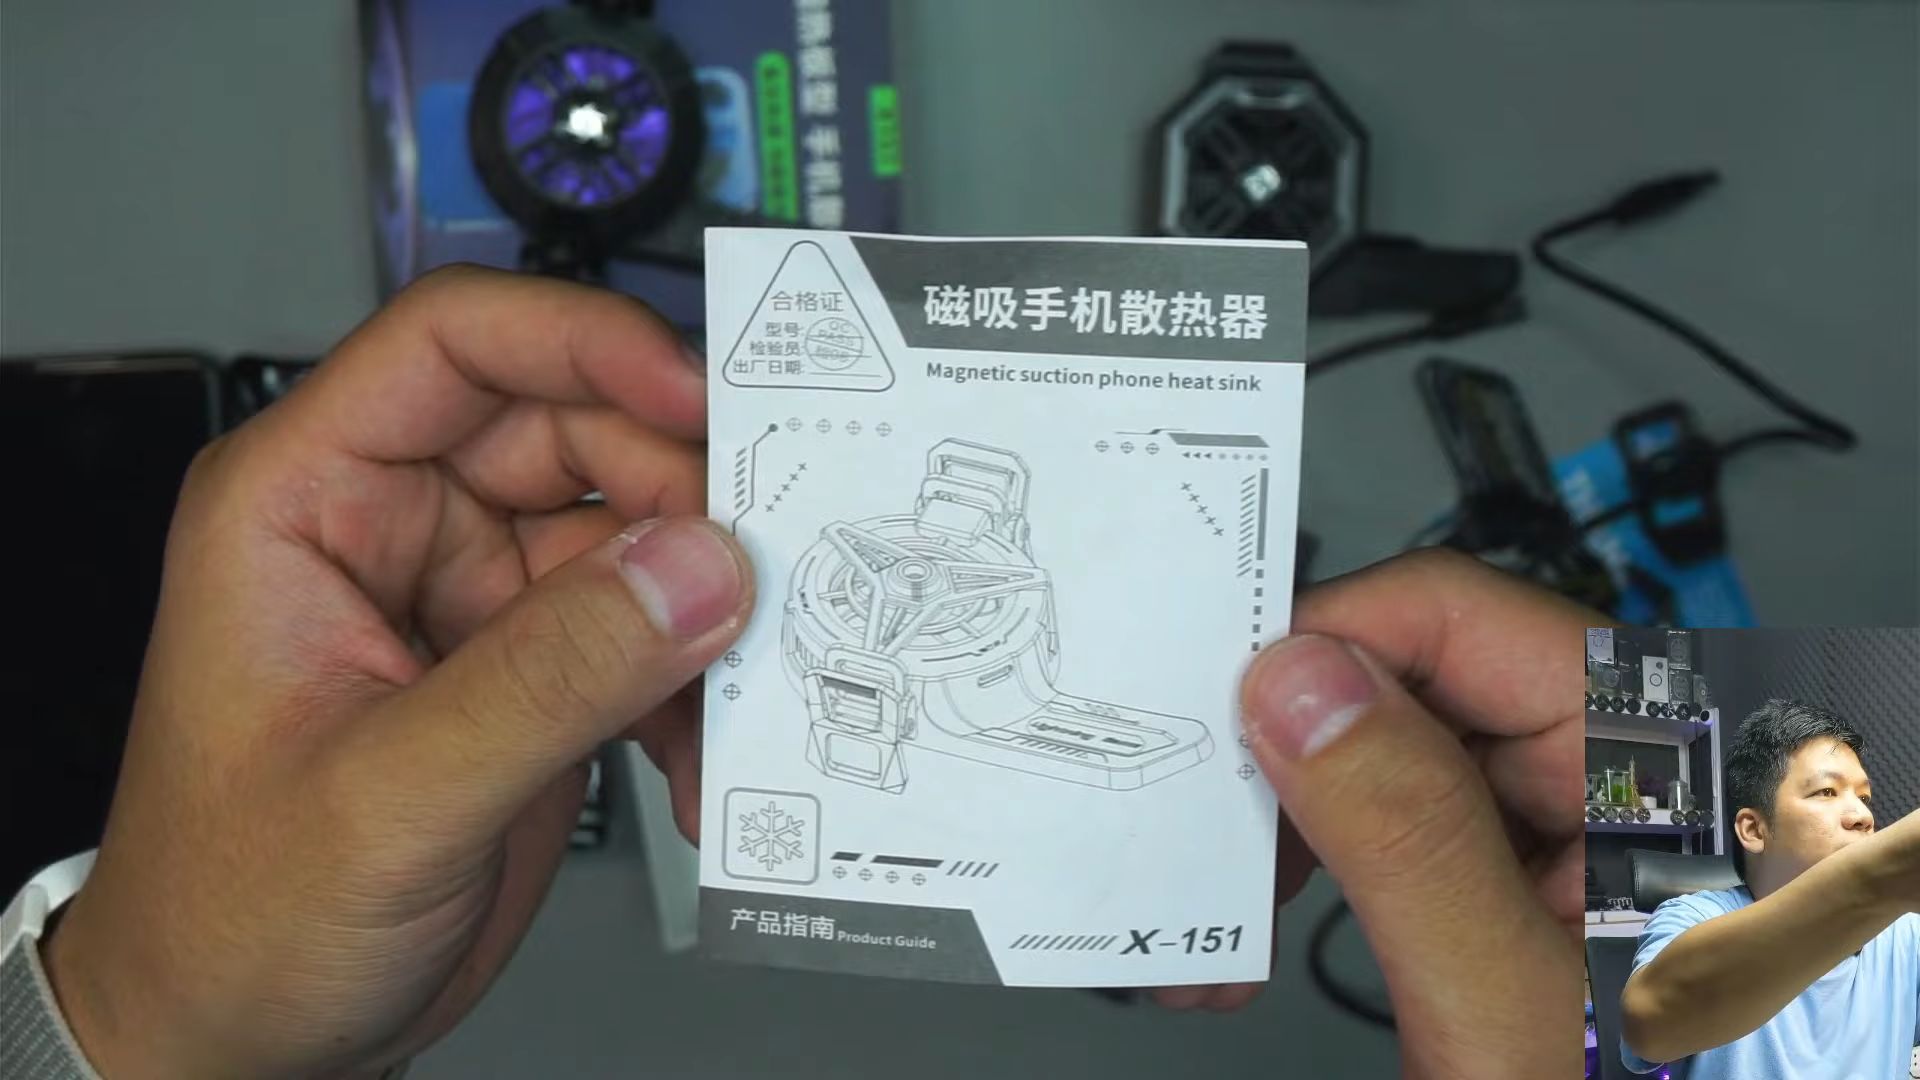 合格证
型号:
检验员:
出厂日期:
QC
PASS
磁吸手机散热器
Magnetic suction phone heat sink
产品指南 Product Guide
X-151